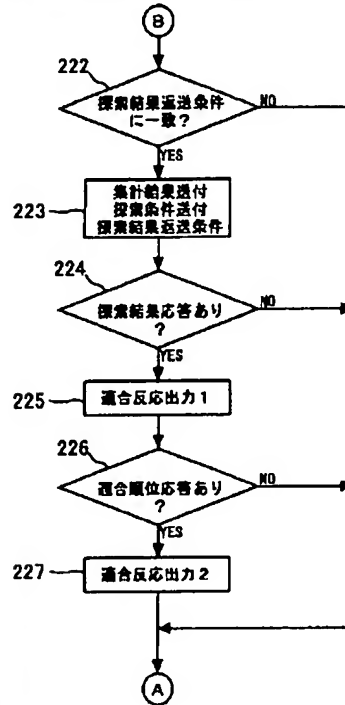 B
222
探索結果返送条件
に一致?
NO
YES
集計結果送付
探索条件送付
探索結果返送条件
223
224
探索結果応答あり
?
NO
YES
225
適合反応出力1
226
適合順位応答あり
?
NO
YES
227
適合反応出力2
A